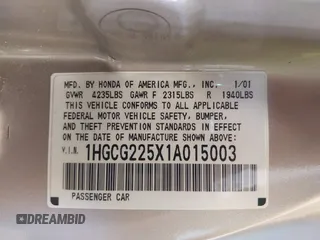 MFD. BY HONDA OF AMERICA MFG., INC. 1/01
GVWR 4235LBS GAWR F 2315LBS R 1940LBS
THIS VEHICLE CONFORMS TO ALL APPLICABLE
FEDERAL MOTOR VEHICLE SAFETY, BUMPER,
AND THEFT PREVENTION STANDARDS IN EFFECT
ON THE DATE OF MANUFACTURE SHOWN ABOVE.
V.I.N. 1HGCG225X1A015003
PASSENGER CAR
DREAMBID